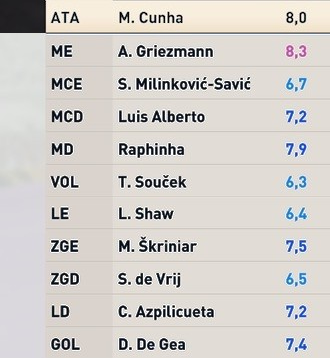 ATA M. Cunha 8,0
ME A. Griezmann 8,3
MCE S. Milinković-Savić 6,7
MCD Luis Alberto 7,2
MD Raphinha 7,9
VOL T. Souček 6,3
LE L. Shaw 6,4
ZGE M. Škriniar 7,5
ZGD S. de Vrij 6,5
LD C. Azpilicueta 7,2
GOL D. De Gea 7,4